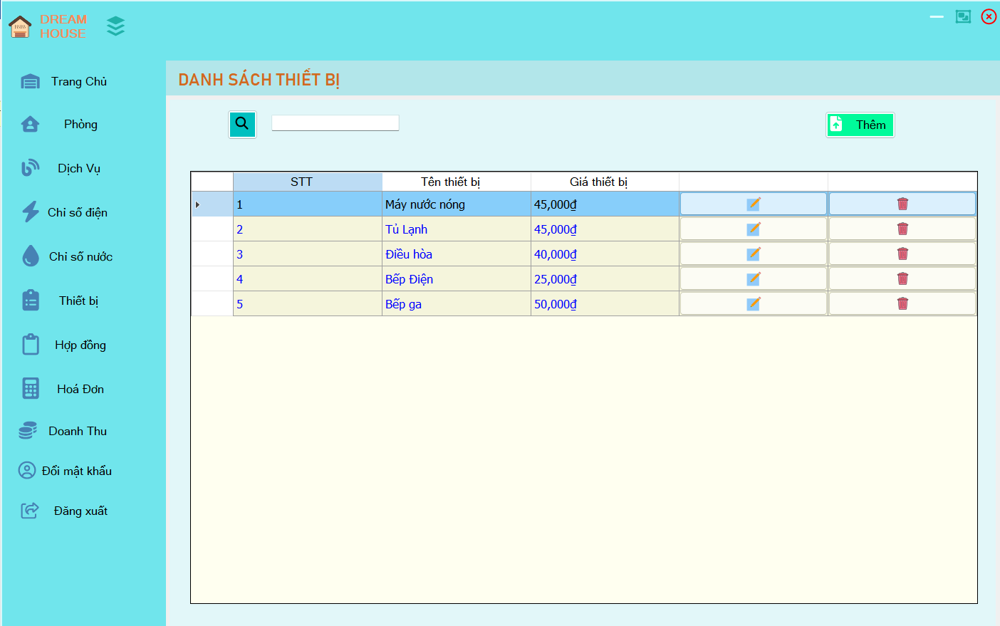 DREAM
HOUSE
Trang Chủ
Phòng
Dịch Vụ
Chỉ số điện
Chỉ số nước
Thiết bị
Hợp đồng
Hoá Đơn
Doanh Thu
Đổi mật khẩu
Đăng xuất
DANH SÁCH THIẾT BỊ
Thêm
STT Tên thiết bị Giá thiết bị
1 Máy nước nóng 45,000₫
2 Tủ Lạnh 45,000₫
3 Điều hòa 40,000₫
4 Bếp Điện 25,000₫
5 Bếp ga 50,000₫